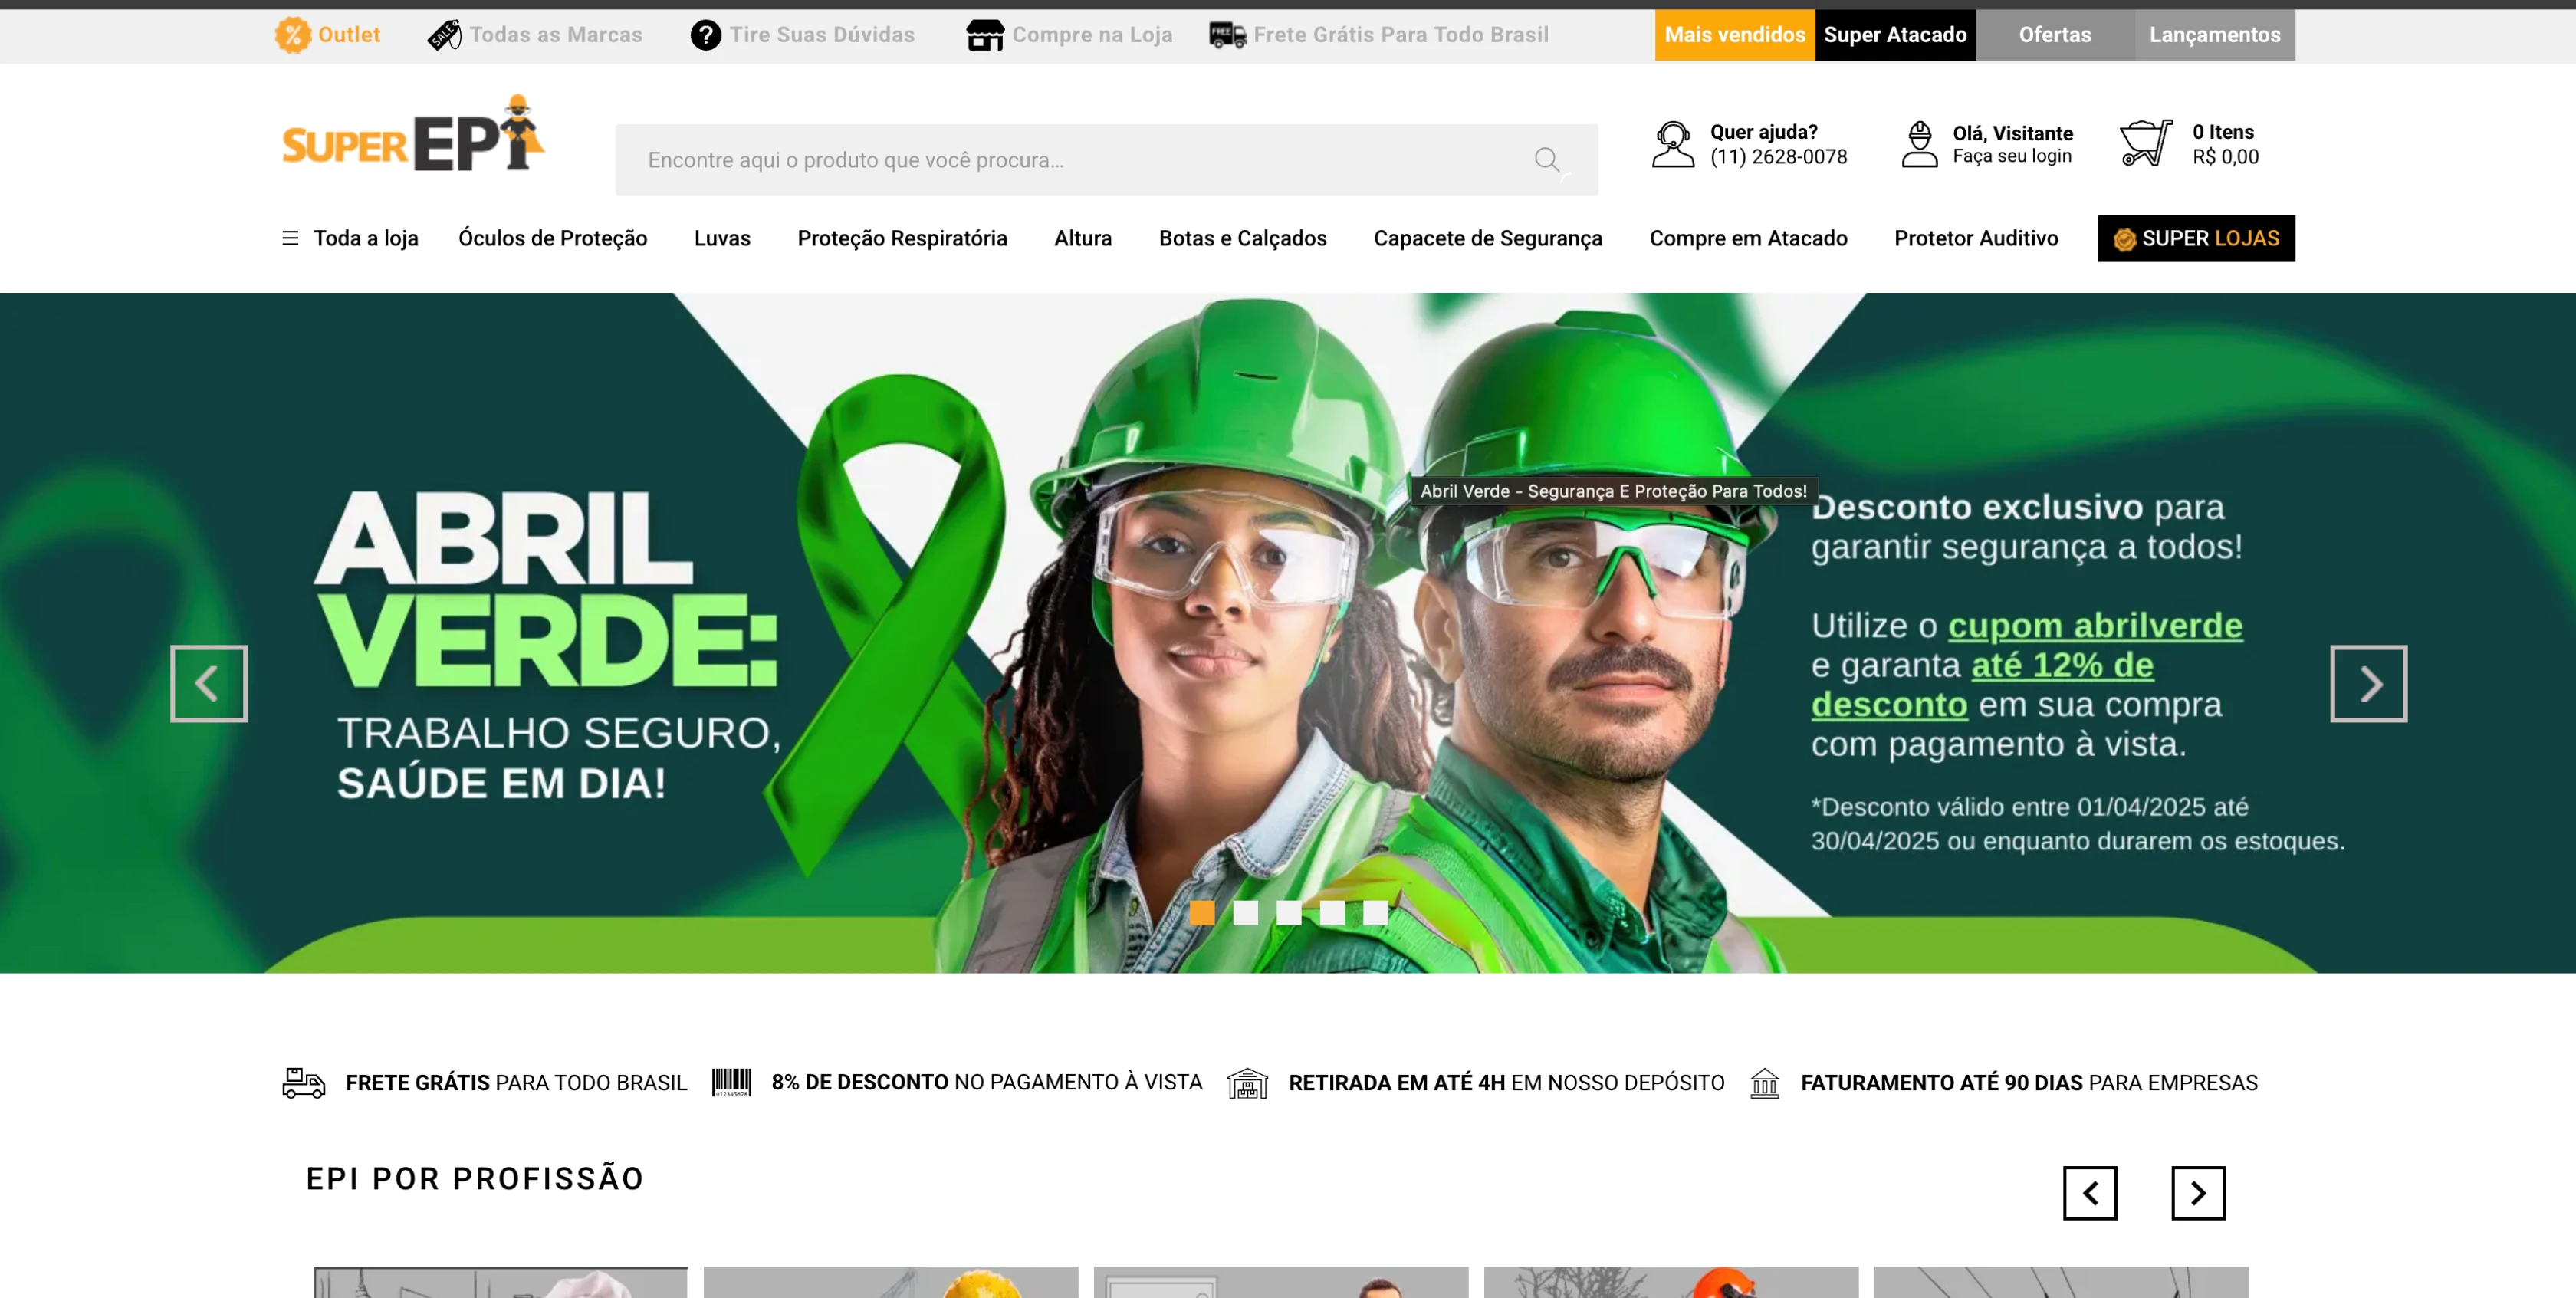 Outlet
SALE
Todas as Marcas
?
Tire Suas Dúvidas
Compre na Loja
FREE
Frete Grátis Para Todo Brasil
Mais vendidos
Super Atacado
Ofertas
Lançamentos
SUPER EPI
Encontre aqui o produto que você procura...
Quer ajuda?
(11) 2628-0078
Olá, Visitante
Faça seu login
0 Itens
R$ 0,00
Toda a loja
Óculos de Proteção
Luvas
Proteção Respiratória
Altura
Botas e Calçados
Capacete de Segurança
Compre em Atacado
Protetor Auditivo
SUPER LOJAS
ABRIL
VERDE:
TRABALHO SEGURO,
SAÚDE EM DIA!
Abril Verde - Segurança E Proteção Para Todos!
Desconto exclusivo para
garantir segurança a todos!
Utilize o cupom abrilverde
e garanta até 12% de
desconto em sua compra
com pagamento à vista.
*Desconto válido entre 01/04/2025 até
30/04/2025 ou enquanto durarem os estoques.
FRETE GRÁTIS PARA TODO BRASIL
012345678
8% DE DESCONTO NO PAGAMENTO À VISTA
RETIRADA EM ATÉ 4H EM NOSSO DEPÓSITO
FATURAMENTO ATÉ 90 DIAS PARA EMPRESAS
EPI POR PROFISSÃO